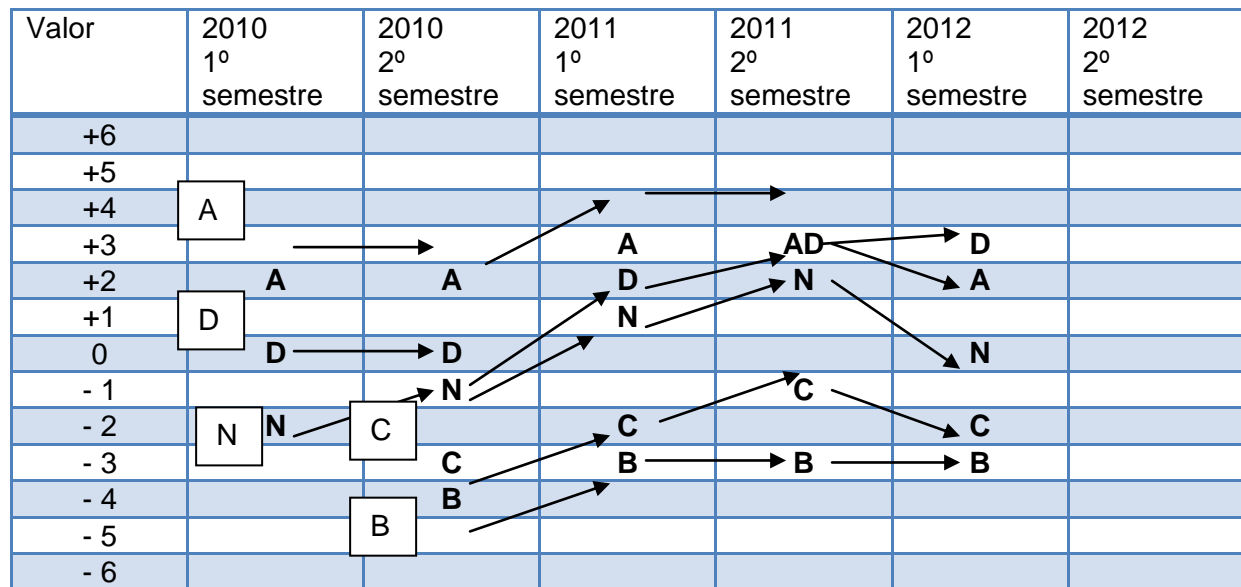 Valor 2010 1º semestre 2010 2º semestre 2011 1º semestre 2011 2º semestre 2012 1º semestre 2012 2º semestre
+6
+5
+4 A
+3 A AD D
+2 A A D N A
+1 D N
0 D D N
- 1 N C
- 2 N N C C C
- 3 C B B B
- 4 B
- 5 B
- 6